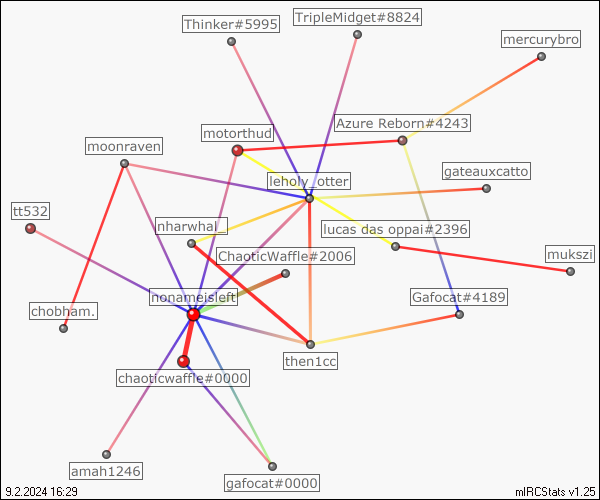 Thinker#5995
TripleMidget#8824
mercurybro
Azure Reborn#4243
motorthud
moonraven
gateauxcatto
leholy_otter
tt532
nharwhal_
lucas das oppai#2396
ChaoticWaffle#2006
mukszi
nonameisleft
Gafocat#4189
chobham.
then1cc
chaoticwaffle#0000
amah1246
gafocat#0000
9.2.2024 16:29
mIRCStats v1.25